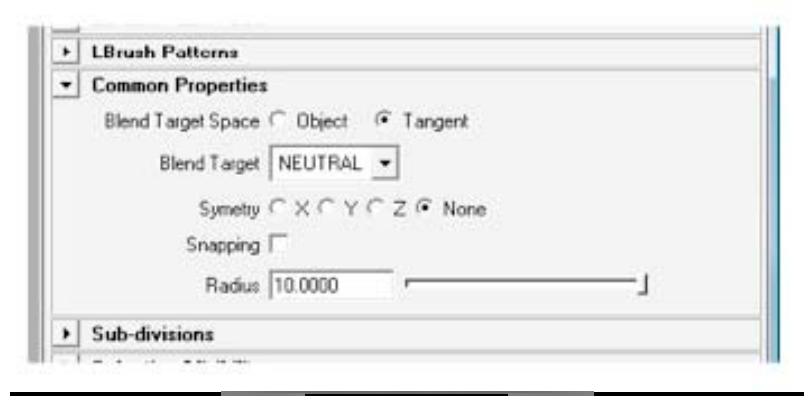 LBrush Patterns
Common Properties
Blend Target Space Object Tangent
Blend Target NEUTRAL
Symetry X Y Z None
Snapping
Radius 10.0000
Sub-divisions